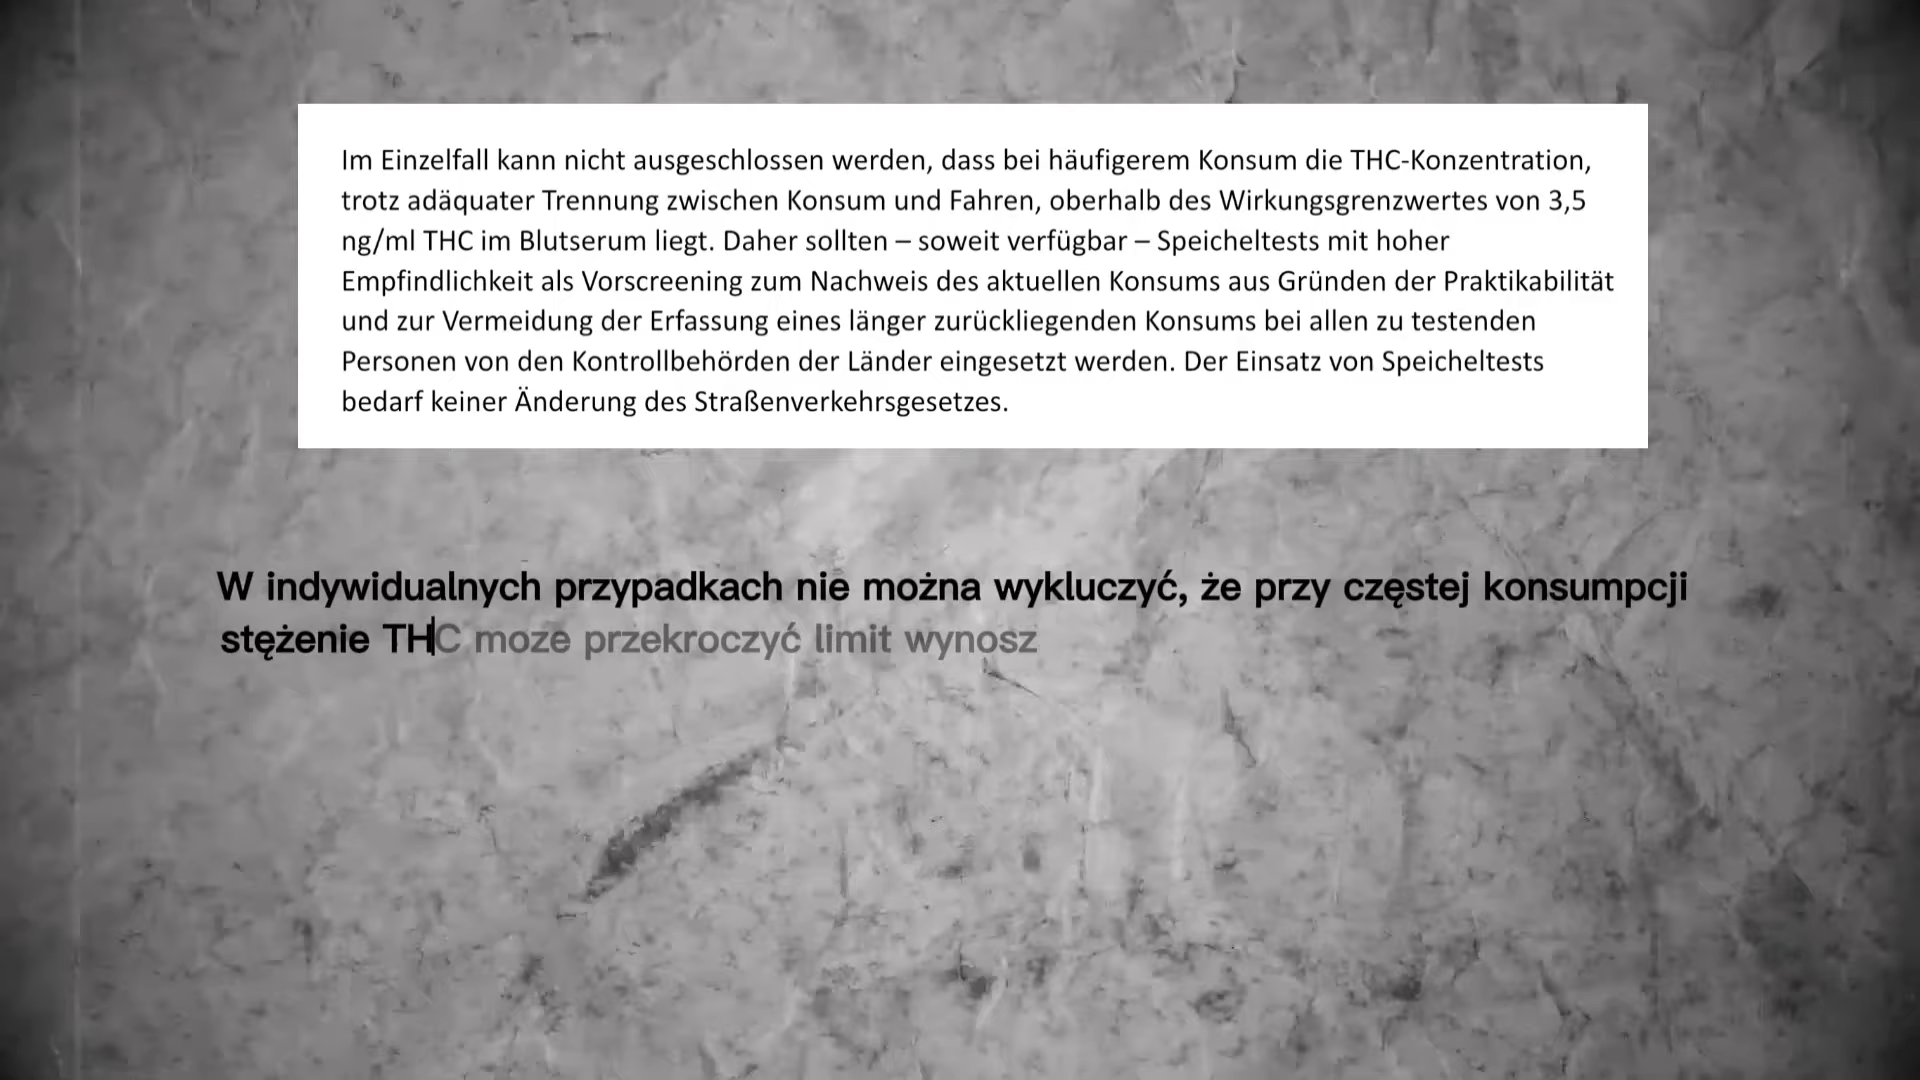 Im Einzelfall kann nicht ausgeschlossen werden, dass bei häufigerem Konsum die THC-Konzentration,
trotz adäquater Trennung zwischen Konsum und Fahren, oberhalb des Wirkungsgrenzwertes von 3,5
ng/ml THC im Blutserum liegt. Daher sollten – soweit verfügbar – Speicheltests mit hoher
Empfindlichkeit als Vorscreening zum Nachweis des aktuellen Konsums aus Gründen der Praktikabilität
und zur Vermeidung der Erfassung eines länger zurückliegenden Konsums bei allen zu testenden
Personen von den Kontrollbehörden der Länder eingesetzt werden. Der Einsatz von Speicheltests
bedarf keiner Änderung des Straßenverkehrsgesetzes.
W indywidualnych przypadkach nie można wykluczyć, że przy częstej konsumpcji
stężenie THC moze przekroczyć limit wynosz